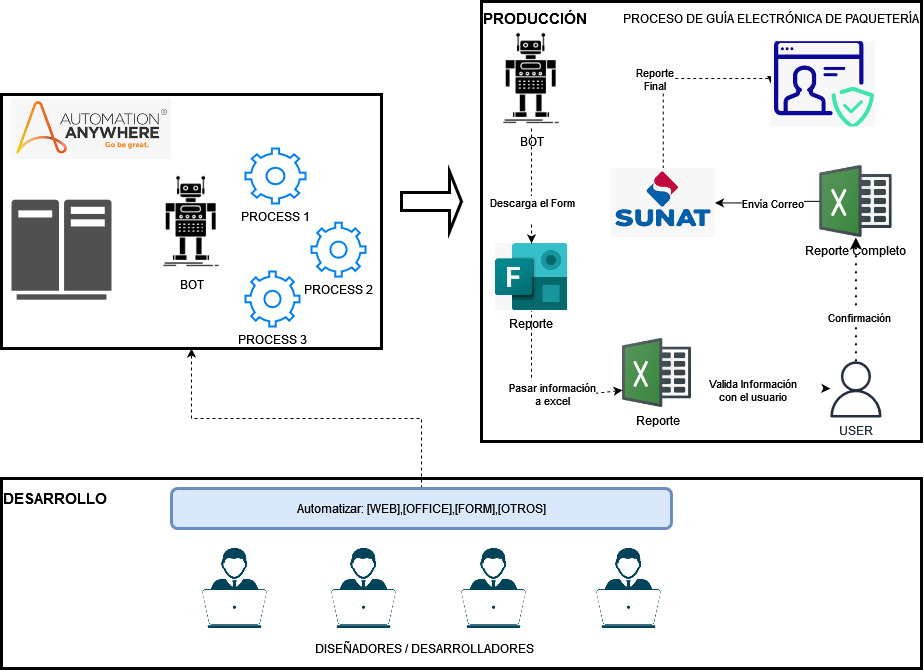 AUTOMATION
ANYWHERE®
Go be great.
PROCESS 1
BOT
PROCESS 2
PROCESS 3
PRODUCCIÓN
PROCESO DE GUÍA ELECTRÓNICA DE PAQUETERÍA
BOT
Reporte
Final
Descarga el Form
SUNAT
Envía Correo
X
Reporte Completo
F
Reporte
Confirmación
Pasar información
a excel
X
Reporte
Valida Información
con el usuario
USER
DESARROLLO
Automatizar: [WEB],[OFFICE],[FORM],[OTROS]
DISEÑADORES / DESARROLLADORES